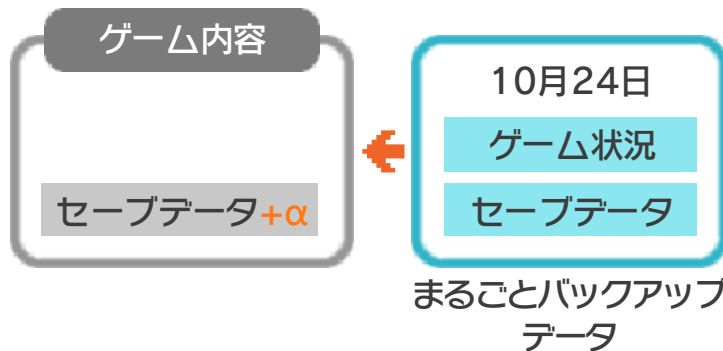 ゲーム内容
セーブデータ+α
10月24日
ゲーム状況
セーブデータ
まるごとバックアップ
データ